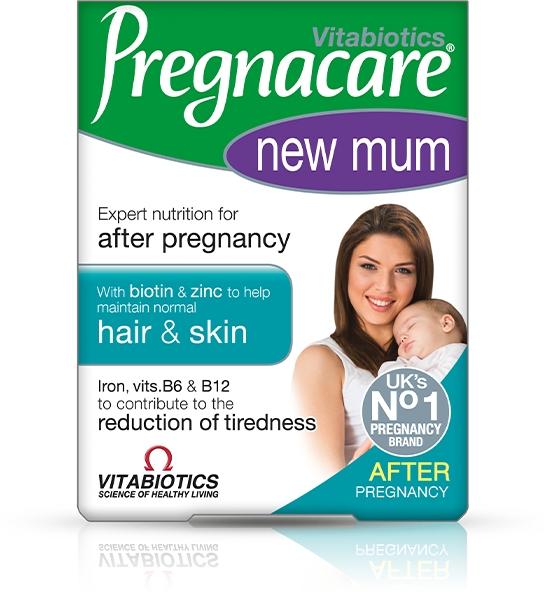 Vitabiotics
Pregnacare®
new mum
Expert nutrition for
after pregnancy
With biotin & zinc to help
maintain normal
hair & skin
Iron, vits.B6 & B12
to contribute to the
reduction of tiredness
UK's
Nº1
PREGNANCY
BRAND
AFTER
PREGNANCY
VITABIOTICS
SCIENCE OF HEALTHY LIVING